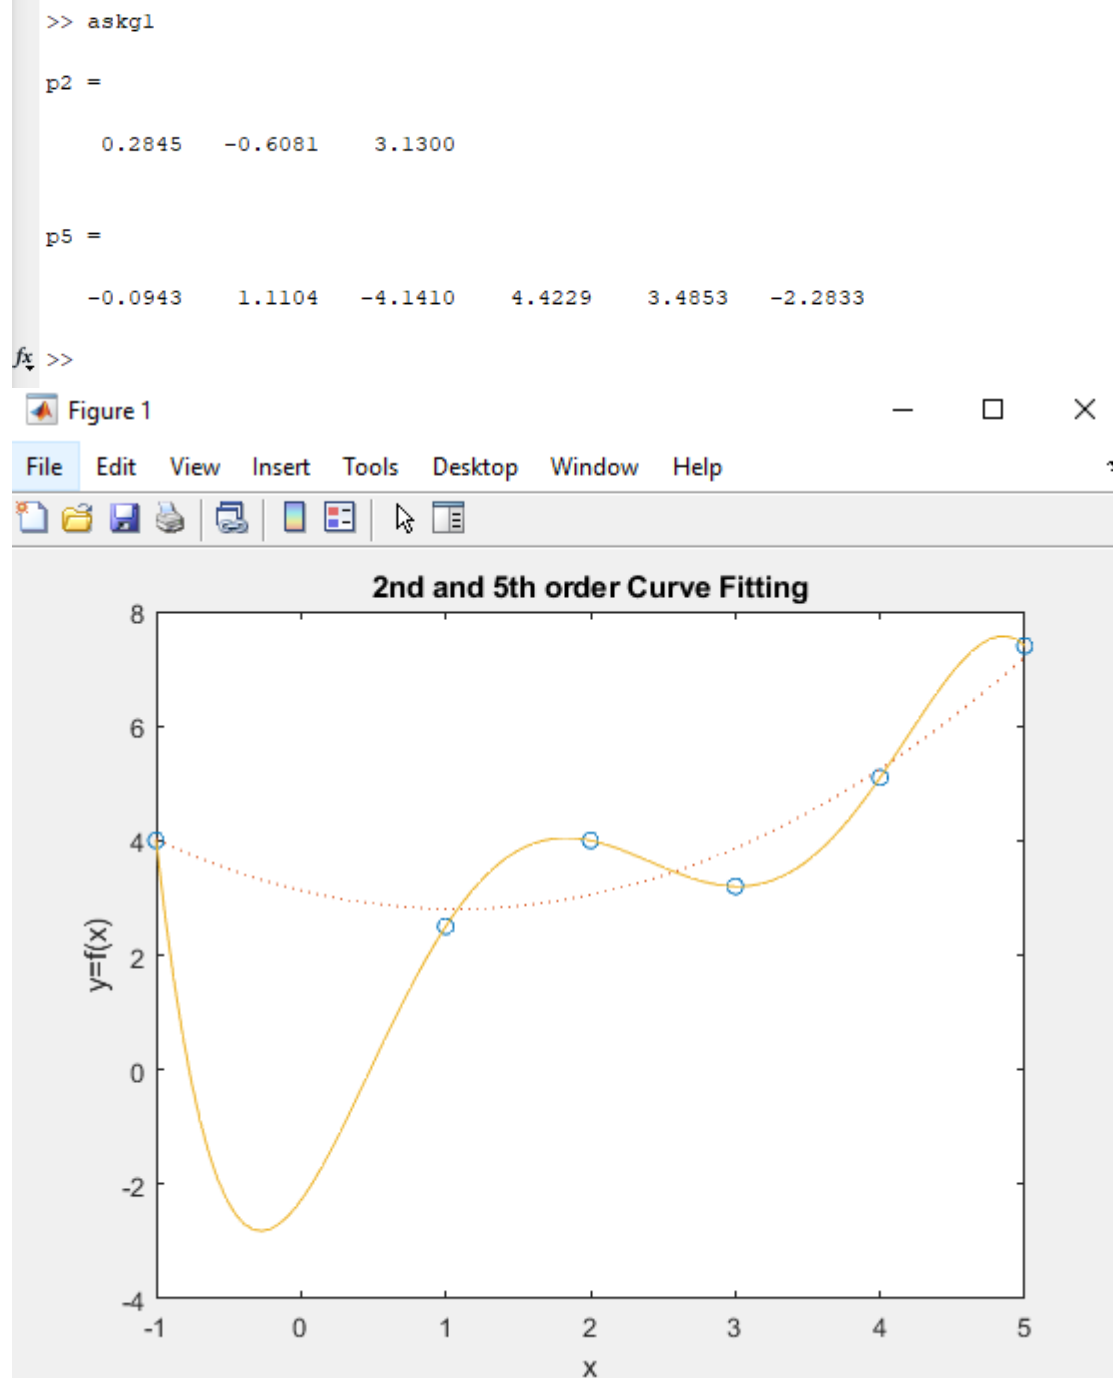 >> askg1
p2 =
0.2845 -0.6081 3.1300
p5 =
-0.0943 1.1104 -4.1410 4.4229 3.4853 -2.2833
fx >>
Figure 1
File Edit View Insert Tools Desktop Window Help
2nd and 5th order Curve Fitting
8
6
4
2
0
-2
-4
y=f(x)
-1 0 1 2 3 4 5
x